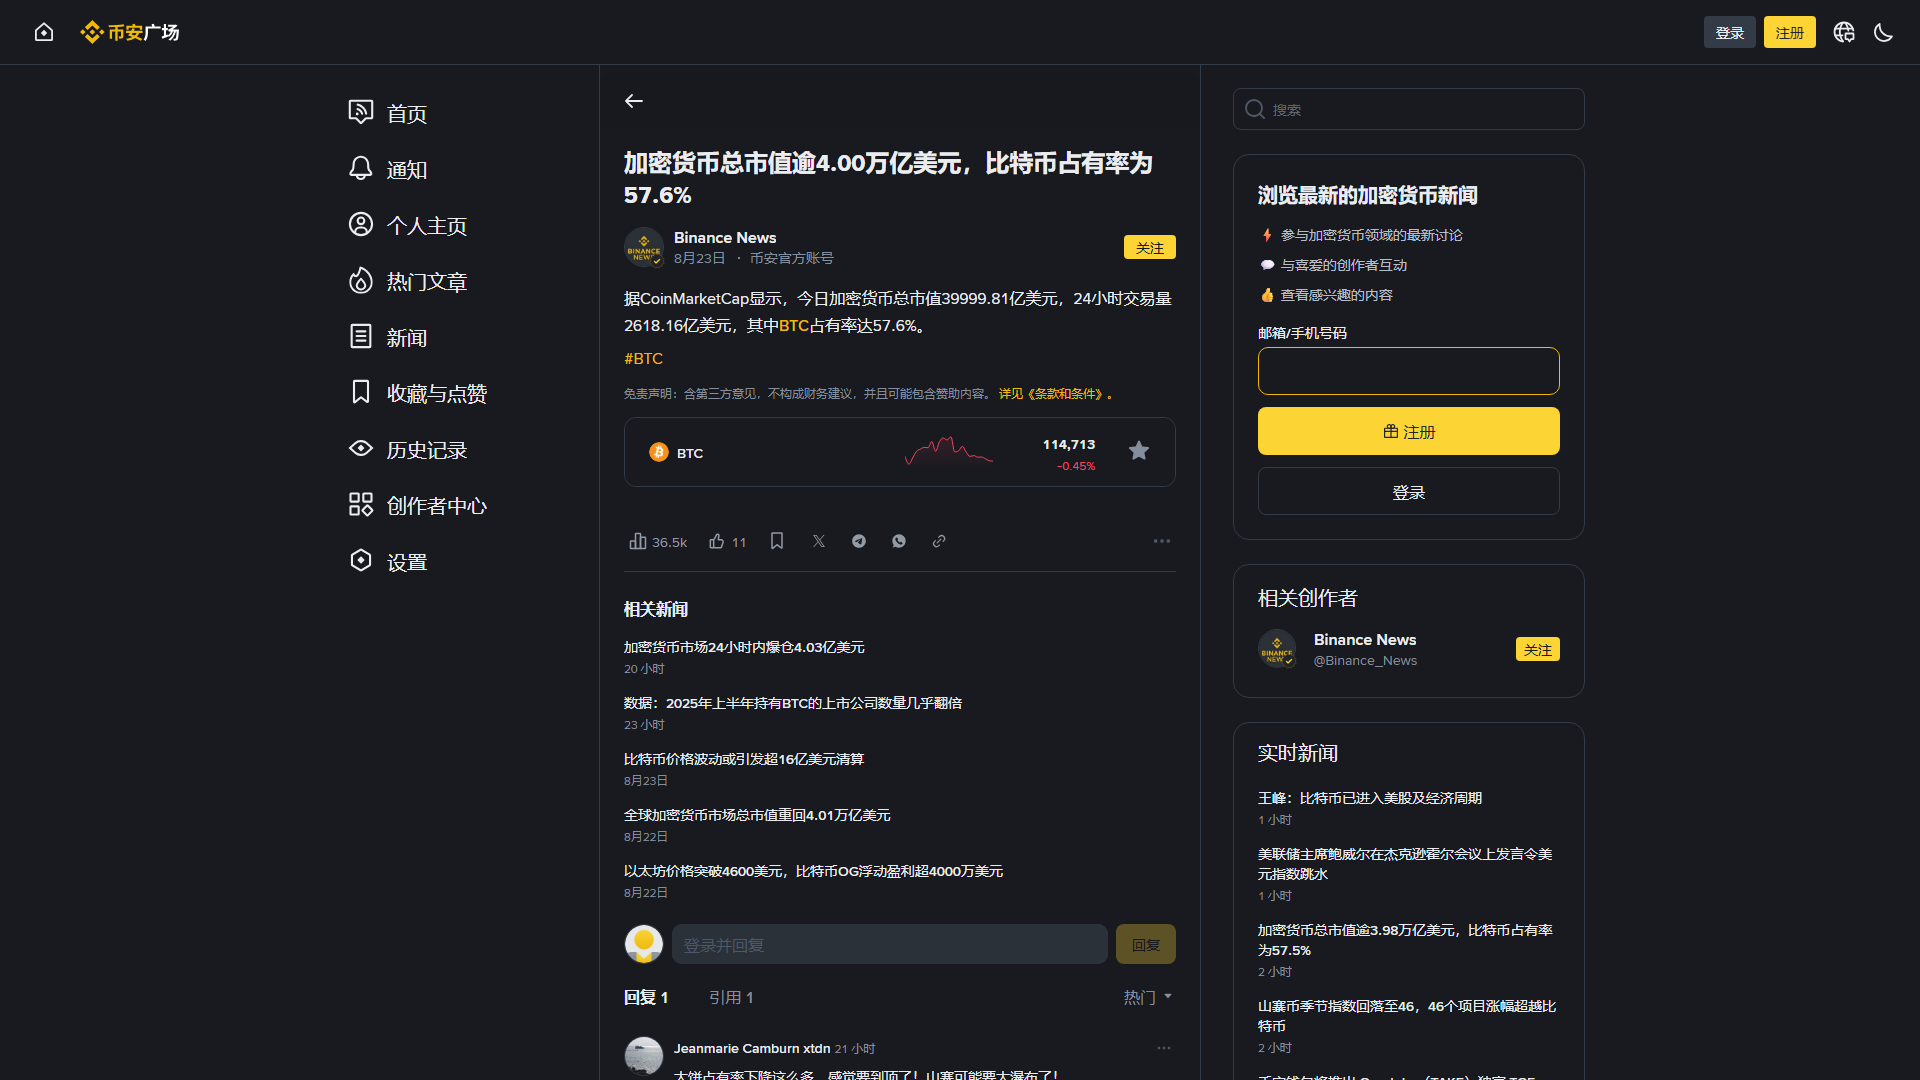 币安广场
登录
注册
首页
通知
个人主页
热门文章
新闻
收藏与点赞
历史记录
创作者中心
设置
加密货币总市值逾4.00万亿美元，比特币占有率为
57.6%
Binance News
8月23日 · 币安官方账号
关注
据CoinMarketCap显示，今日加密货币总市值39999.81亿美元，24小时交易量
2618.16亿美元，其中BTC占有率达57.6%。
#BTC
免责声明：含第三方意见，不构成财务建议，并且可能包含赞助内容。 详见《条款和条件》。
BTC
114,713
-0.45%
36.5k
11
相关新闻
加密货币市场24小时内爆仓4.03亿美元
20 小时
数据：2025年上半年持有BTC的上市公司数量几乎翻倍
23 小时
比特币价格波动或引发超16亿美元清算
8月23日
全球加密货币市场总市值重回4.01万亿美元
8月22日
以太坊价格突破4600美元，比特币OG浮动盈利超4000万美元
8月22日
登录并回复
回复
回复 1
引用 1
热门
Jeanmarie Camburn xtdn 21 小时
大饼占有率下降这么多，感觉要到顶了！山寨可能要大瀑布了！
搜索
浏览最新的加密货币新闻
参与加密货币领域的最新讨论
与喜爱的创作者互动
查看感兴趣的内容
邮箱/手机号码
注册
登录
相关创作者
BINANCE
NEWS
Binance News
@Binance_News
关注
实时新闻
王峰：比特币已进入美股及经济周期
1 小时
美联储主席鲍威尔在杰克逊霍尔会议上发言令美
元指数跳水
1 小时
加密货币总市值逾3.98万亿美元，比特币占有率
为57.5%
2 小时
山寨币季节指数回落至46，46个项目涨幅超越比
特币
2 小时